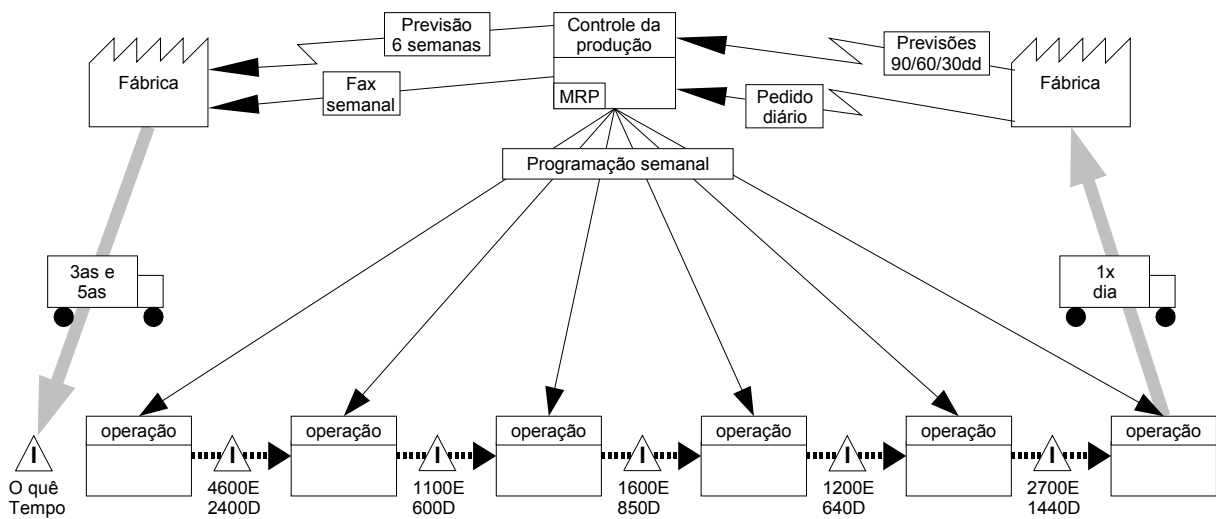 Previsão
6 semanas
Controle da
produção
Previsões
90/60/30dd
Fábrica
Fax
semanal
MRP
Pedido
diário
Fábrica
Programação semanal
3as e
5as
1x
dia
operação
operação
operação
operação
operação
operação
I
I
I
I
I
I
O quê
Tempo
4600E
2400D
1100E
600D
1600E
850D
1200E
640D
2700E
1440D